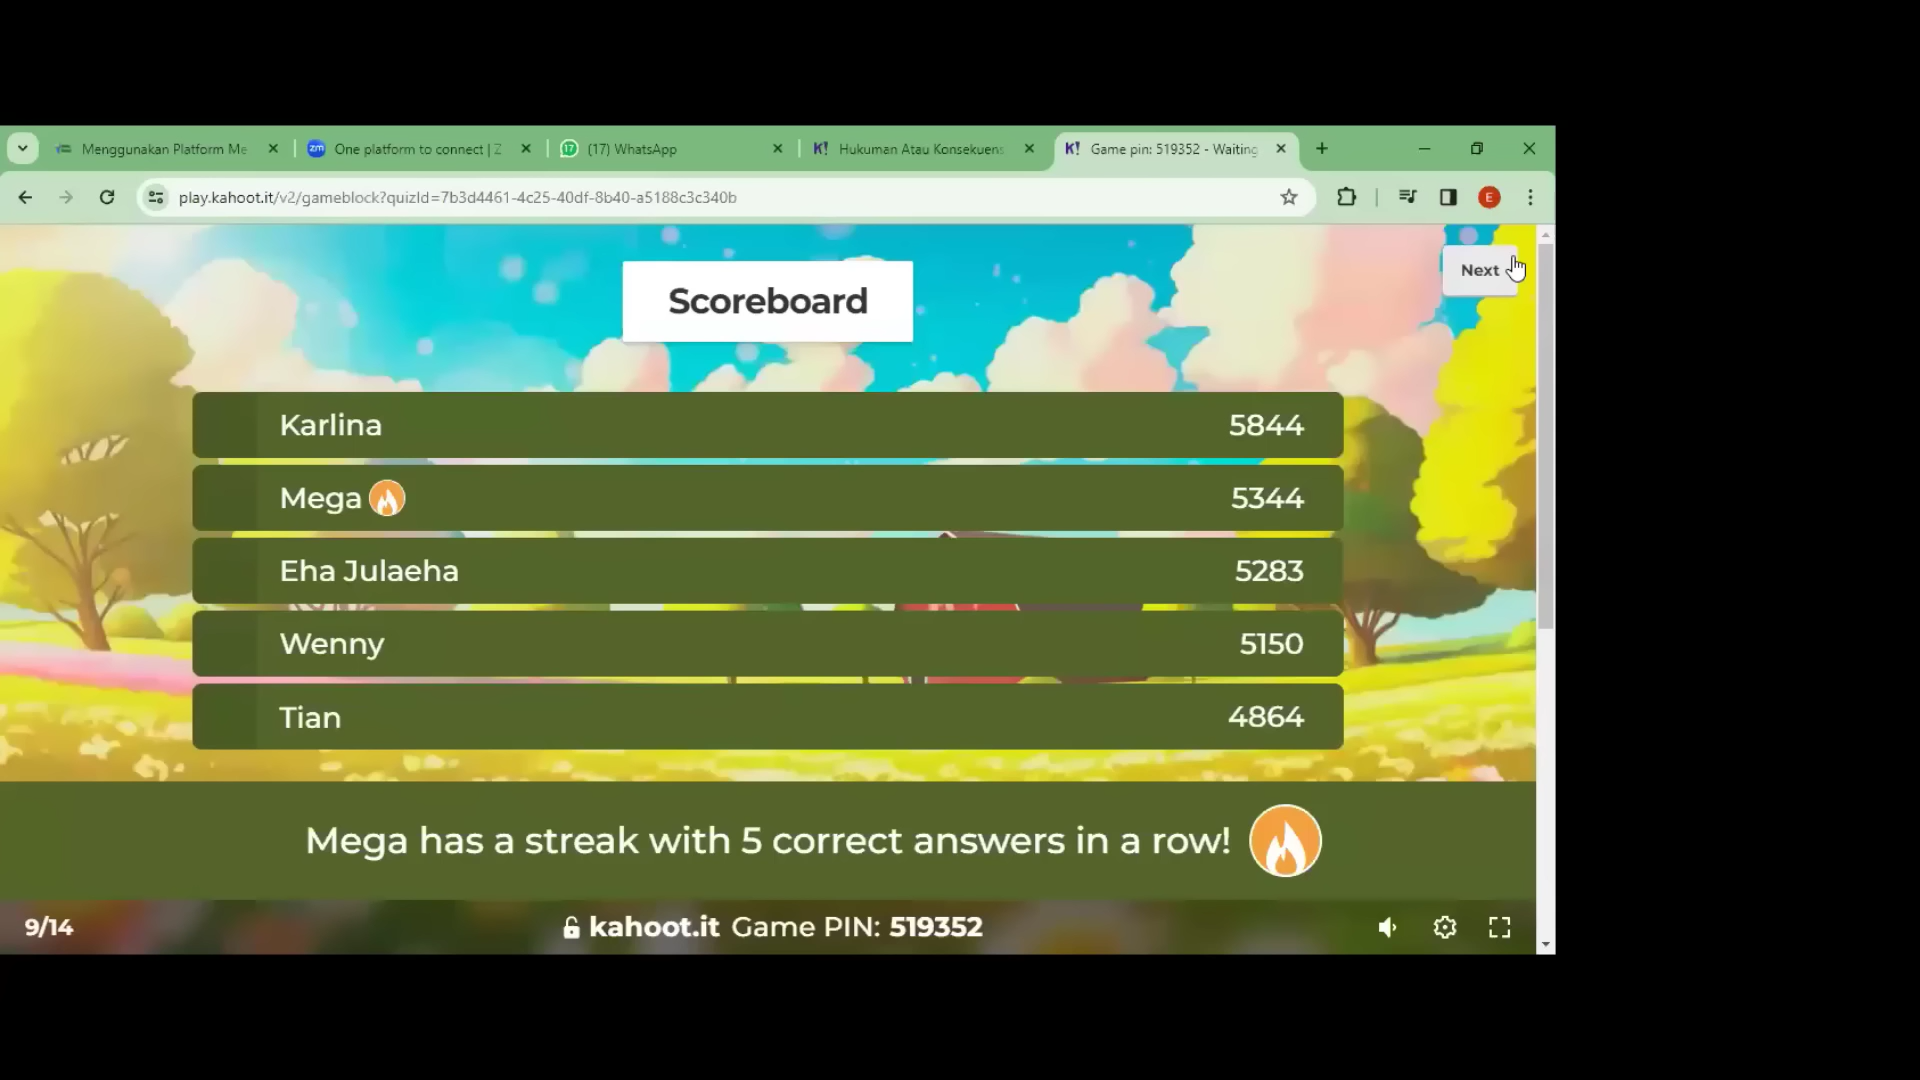 Menggunakan Platform Me
One platform to connect | Z
(17) WhatsApp
Hukuman Atau Konsekuens
Game pin: 519352 - Waiting
play.kahoot.it/v2/gameblock?quizId=7b3d4461-4c25-40df-8b40-a5188c3c340b
E
Next
Scoreboard
Karlina 5844
Mega 5344
Eha Julaeha 5283
Wenny 5150
Tian 4864
Mega has a streak with 5 correct answers in a row!
9/14
kahoot.it Game PIN: 519352